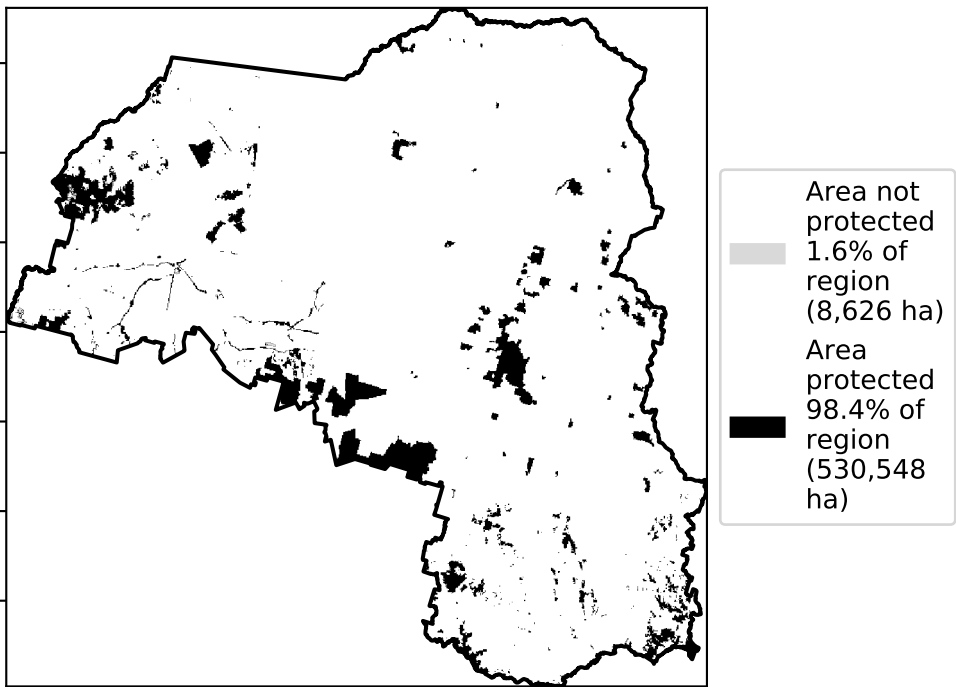 Area not
protected
1.6% of
region
(8,626 ha)
Area
protected
98.4% of
region
(530,548
ha)